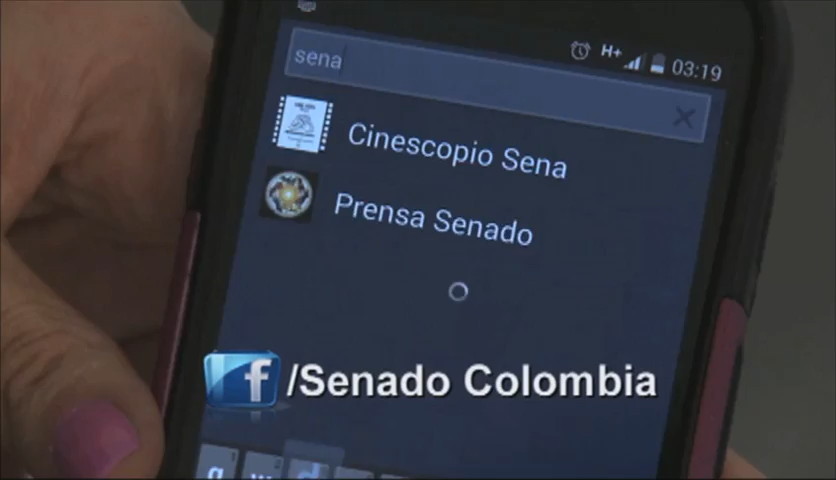 H+ 03:19
sena
Cinescopio Sena
Prensa Senado
f /Senado Colombia
q w d